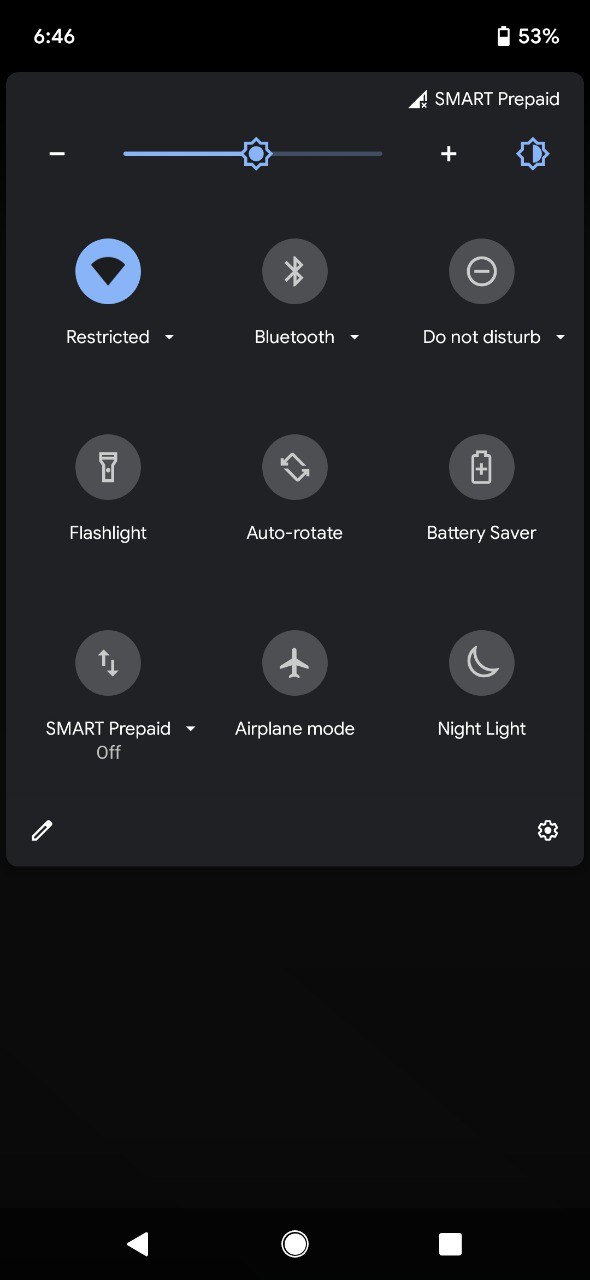 6:46
53%
SMART Prepaid
Restricted
Bluetooth
Do not disturb
Flashlight
Auto-rotate
Battery Saver
SMART Prepaid
Off
Airplane mode
Night Light